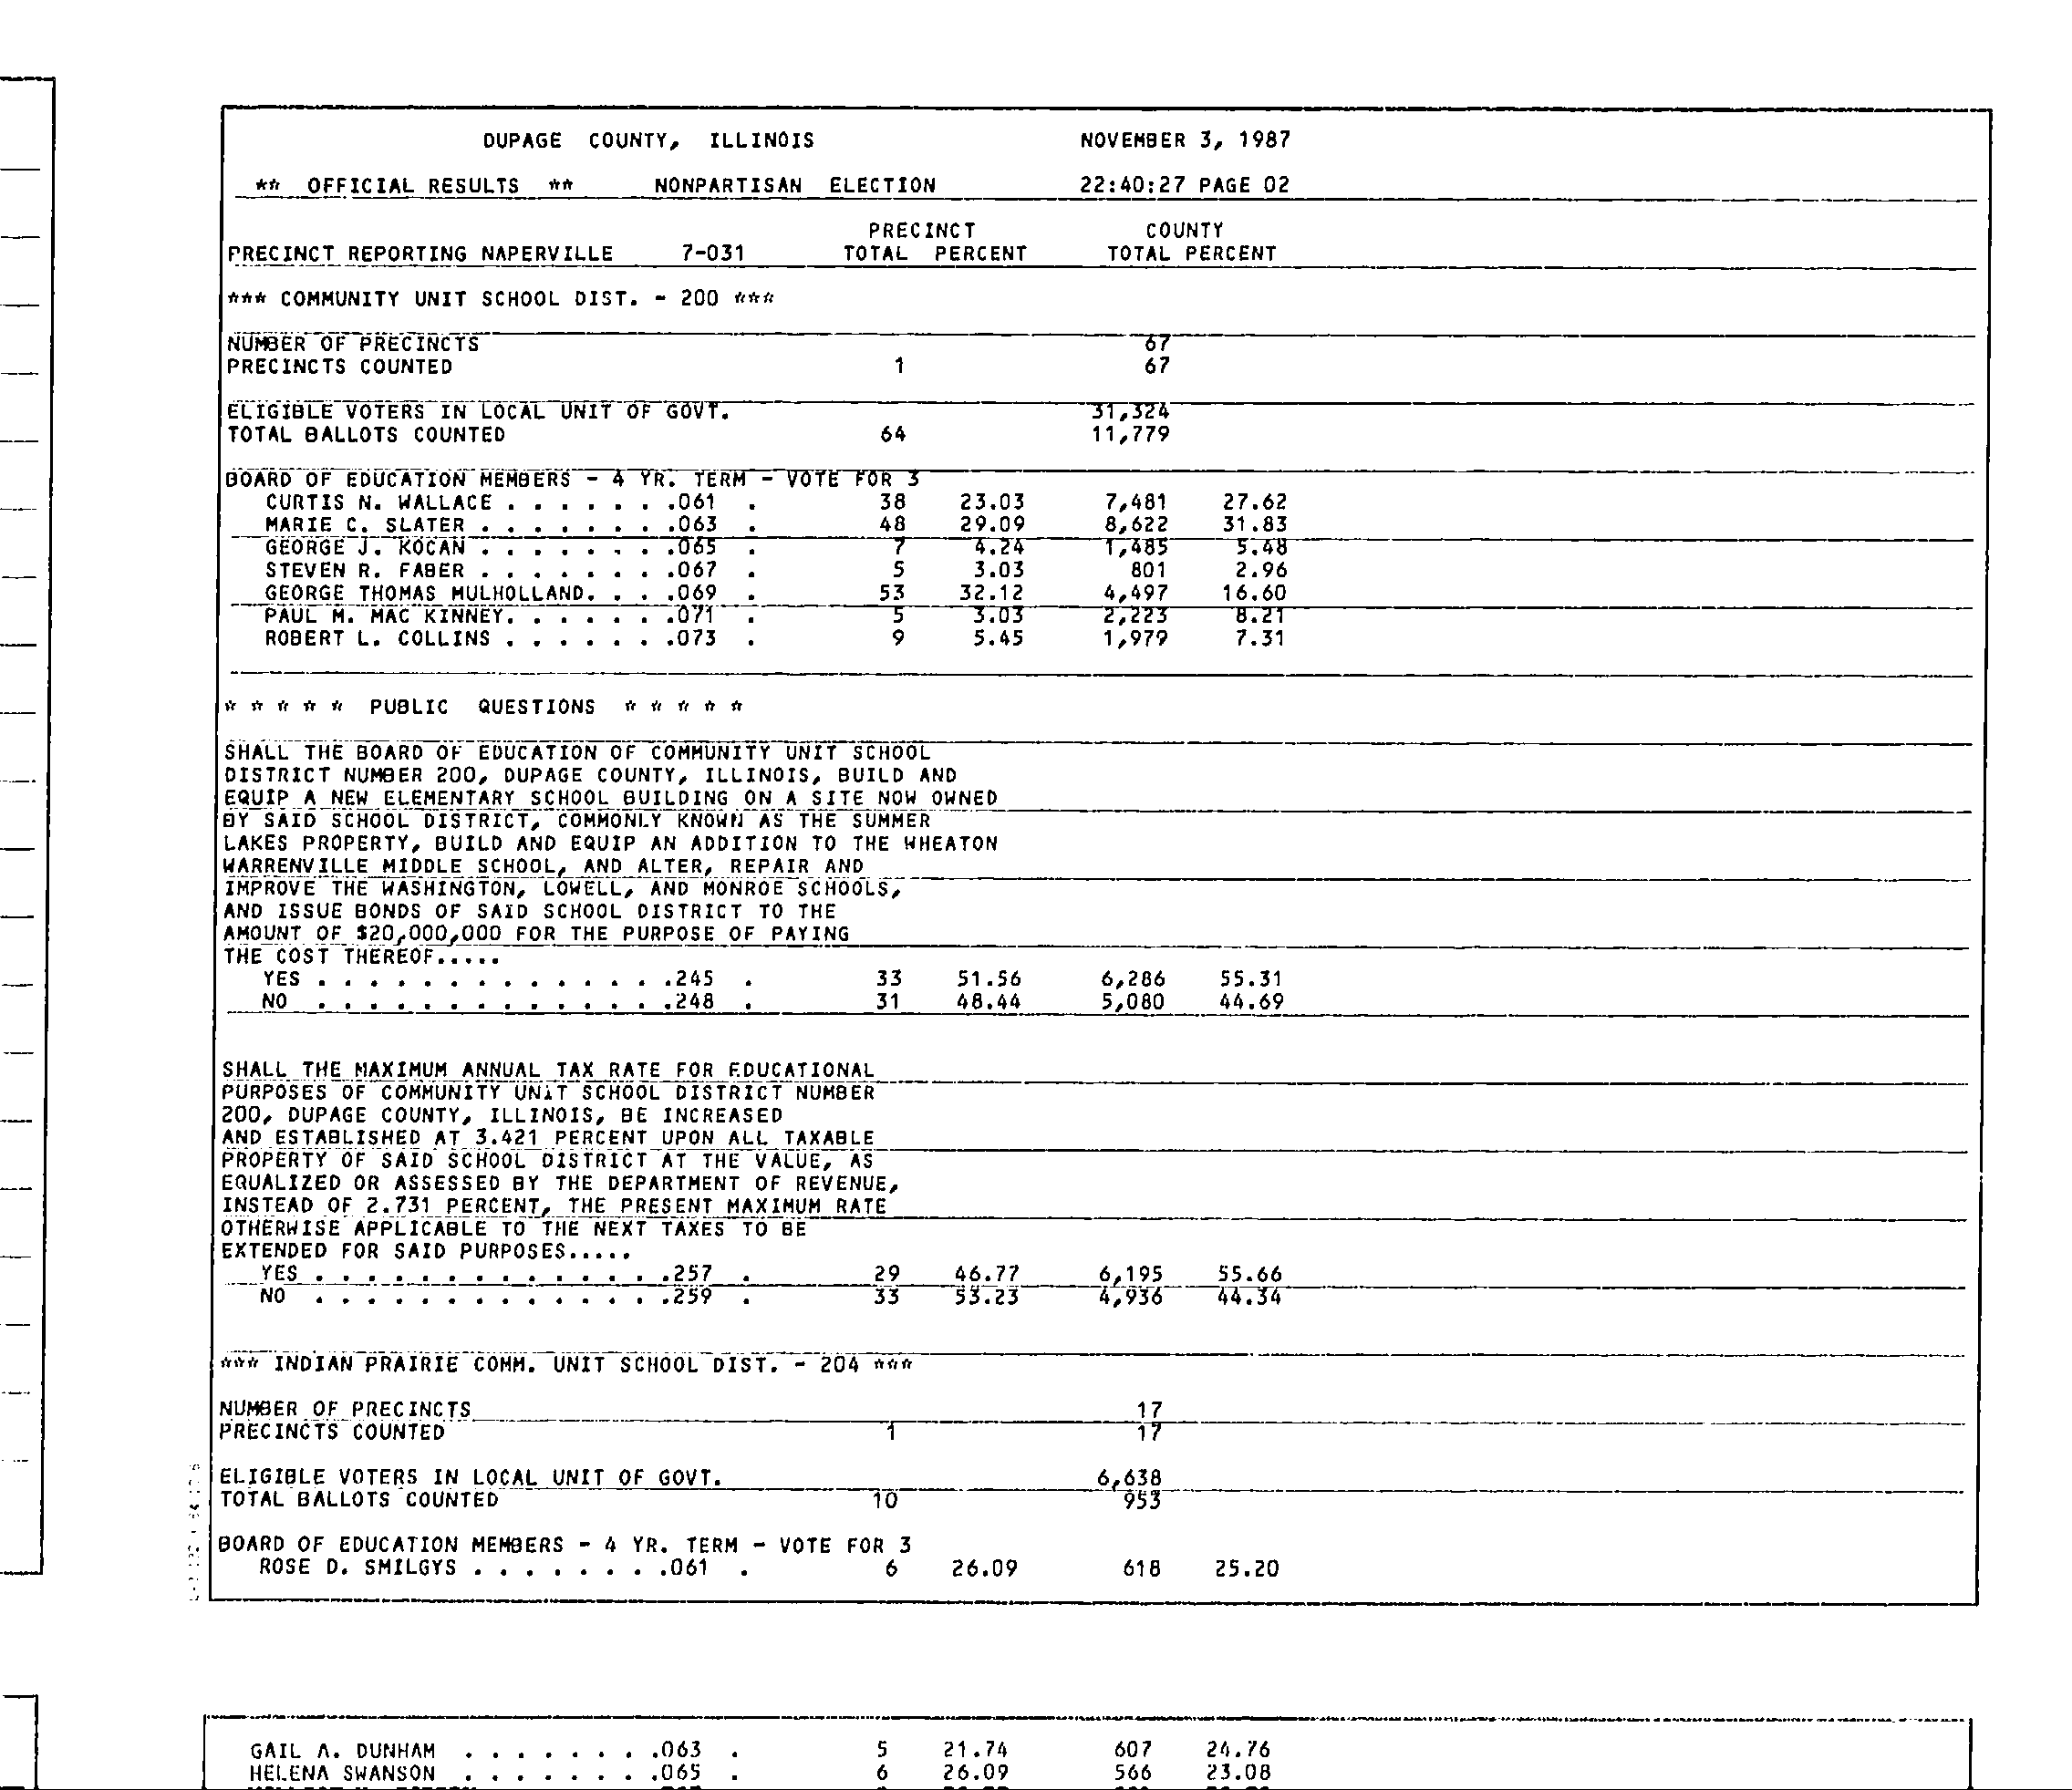 DUPAGE COUNTY, ILLINOIS NOVEMBER 3, 1987
** OFFICIAL RESULTS ** NONPARTISAN ELECTION 22:40:27 PAGE 02
PRECINCT COUNTY
PRECINCT REPORTING NAPERVILLE 7-031 TOTAL PERCENT TOTAL PERCENT
*** COMMUNITY UNIT SCHOOL DIST. - 200 ***
NUMBER OF PRECINCTS 67
PRECINCTS COUNTED 1 67
ELIGIBLE VOTERS IN LOCAL UNIT OF GOVT. 31,324
TOTAL BALLOTS COUNTED 64 11,779
BOARD OF EDUCATION MEMBERS - 4 YR. TERM - VOTE FOR 3
CURTIS N. WALLACE . . . . . . .061 . 38 23.03 7,481 27.62
MARIE C. SLATER . . . . . . . .063 . 48 29.09 8,622 31.83
GEORGE J. KOCAN . . . . . . . .065 . 7 4.24 1,485 5.48
STEVEN R. FABER . . . . . . . .067 . 5 3.03 801 2.96
GEORGE THOMAS MULHOLLAND. . . .069 . 53 32.12 4,497 16.60
PAUL M. MAC KINNEY. . . . . . .071 . 5 3.03 2,223 8.21
ROBERT L. COLLINS . . . . . . .073 . 9 5.45 1,979 7.31
* * * * * PUBLIC QUESTIONS * * * * *
SHALL THE BOARD OF EDUCATION OF COMMUNITY UNIT SCHOOL
DISTRICT NUMBER 200, DUPAGE COUNTY, ILLINOIS, BUILD AND
EQUIP A NEW ELEMENTARY SCHOOL BUILDING ON A SITE NOW OWNED
BY SAID SCHOOL DISTRICT, COMMONLY KNOWN AS THE SUMMER
LAKES PROPERTY, BUILD AND EQUIP AN ADDITION TO THE WHEATON
WARRENVILLE MIDDLE SCHOOL, AND ALTER, REPAIR AND
IMPROVE THE WASHINGTON, LOWELL, AND MONROE SCHOOLS,
AND ISSUE BONDS OF SAID SCHOOL DISTRICT TO THE
AMOUNT OF $20,000,000 FOR THE PURPOSE OF PAYING
THE COST THEREOF.....
YES . . . . . . . . . . . . . .245 . 33 51.56 6,286 55.31
NO . . . . . . . . . . . . . .248 . 31 48.44 5,080 44.69
SHALL THE MAXIMUM ANNUAL TAX RATE FOR EDUCATIONAL
PURPOSES OF COMMUNITY UNIT SCHOOL DISTRICT NUMBER
200, DUPAGE COUNTY, ILLINOIS, BE INCREASED
AND ESTABLISHED AT 3.421 PERCENT UPON ALL TAXABLE
PROPERTY OF SAID SCHOOL DISTRICT AT THE VALUE, AS
EQUALIZED OR ASSESSED BY THE DEPARTMENT OF REVENUE,
INSTEAD OF 2.731 PERCENT, THE PRESENT MAXIMUM RATE
OTHERWISE APPLICABLE TO THE NEXT TAXES TO BE
EXTENDED FOR SAID PURPOSES.....
YES . . . . . . . . . . . . . .257 . 29 46.77 6,195 55.66
NO . . . . . . . . . . . . . .259 . 33 53.23 4,936 44.34
*** INDIAN PRAIRIE COMM. UNIT SCHOOL DIST. - 204 ***
NUMBER OF PRECINCTS 17
PRECINCTS COUNTED 1 17
ELIGIBLE VOTERS IN LOCAL UNIT OF GOVT. 6,638
TOTAL BALLOTS COUNTED 10 953
BOARD OF EDUCATION MEMBERS - 4 YR. TERM - VOTE FOR 3
ROSE D. SMILGYS . . . . . . . .061 . 6 26.09 618 25.20
GAIL A. DUNHAM . . . . . . . .063 . 5 21.74 607 24.76
HELENA SWANSON . . . . . . . .065 . 6 26.09 566 23.08